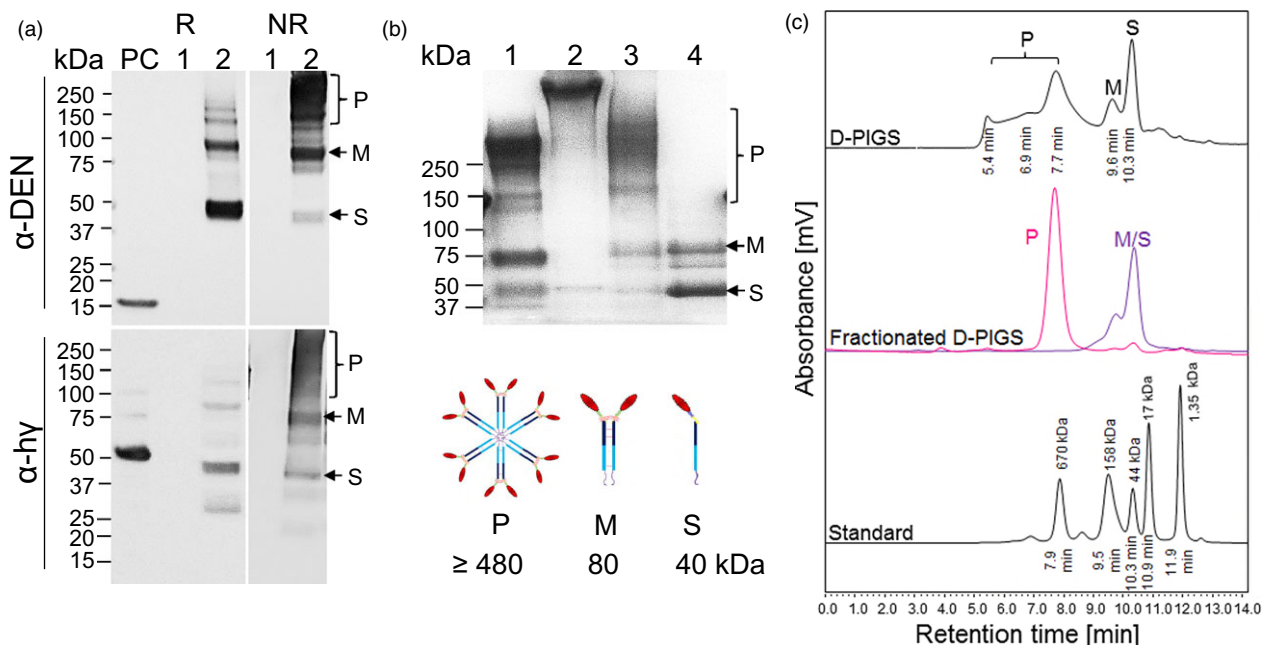 (a)
R NR
kDa PC 1 2 1 2
α-DEN
250
150
100
75
50
37
25
20
15
P
M
S
α-hγ
250
150
100
75
50
37
25
20
15
P
M
S
(b)
kDa 1 2 3 4
250
150
100
75
50
37
P
M
S
P M S
≥ 480 80 40 kDa
(c)
Absorbance [mV]
P
M
S
D-PIGS
5.4 min
6.9 min
7.7 min
9.6 min
10.3 min
P
M/S
Fractionated D-PIGS
670 kDa
158 kDa
44 kDa
17 kDa
1.35 kDa
Standard
7.9 min
9.5 min
10.3 min
10.9 min
11.9 min
0.0 1.0 2.0 3.0 4.0 5.0 6.0 7.0 8.0 9.0 10.0 11.0 12.0 13.0 14.0
Retention time [min]